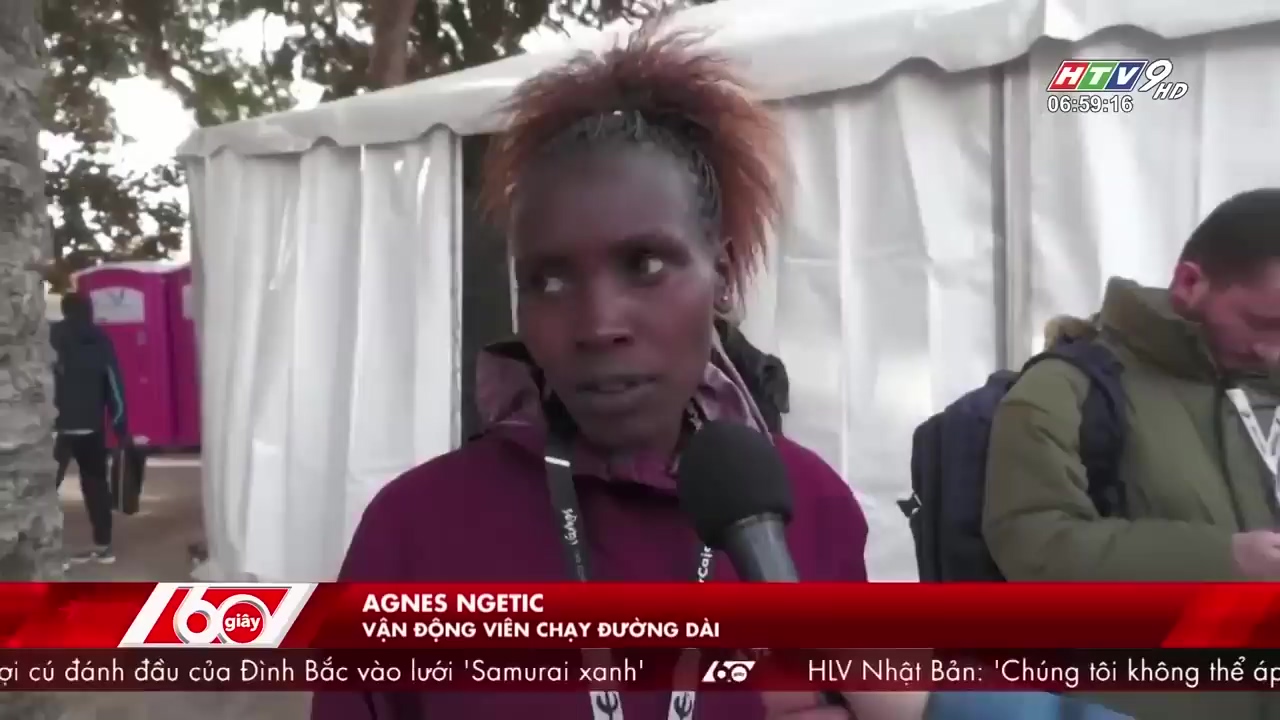 HTV9 HD
06:59:16
60 giây
AGNES NGETIC
VẬN ĐỘNG VIÊN CHẠY ĐƯỜNG DÀI
ợi cú đánh đầu của Đình Bắc vào lưới 'Samurai xanh' 60 HLV Nhật Bản: 'Chúng tôi không thể áp